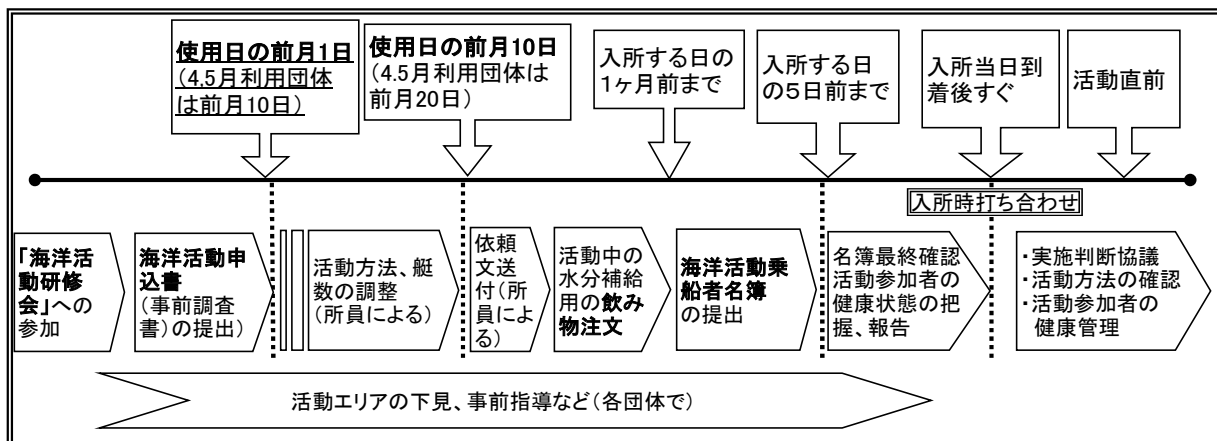 使用日の前月1日
(4,5月利用団体
は前月10日)
使用日の前月10日
(4.5月利用団体は
前月20日)
入所する日の
1ヶ月前まで
入所する日
の5日前まで
入所当日到
着後すぐ
活動直前
入所時打ち合わせ
「海洋活
動研修
会」への
参加
海洋活動申
込書
(事前調査
書)の提出)
活動方法、艇
数の調整
(所員による)
依頼
文送
付(所
員によ
る)
活動中の
水分補給
用の飲み
物注文
海洋活動乗
船者名簿
の提出
名簿最終確認
活動参加者の
健康状態の把
握、報告
・実施判断協議
・活動方法の確認
・活動参加者の
健康管理
活動エリアの下見、事前指導など(各団体で)